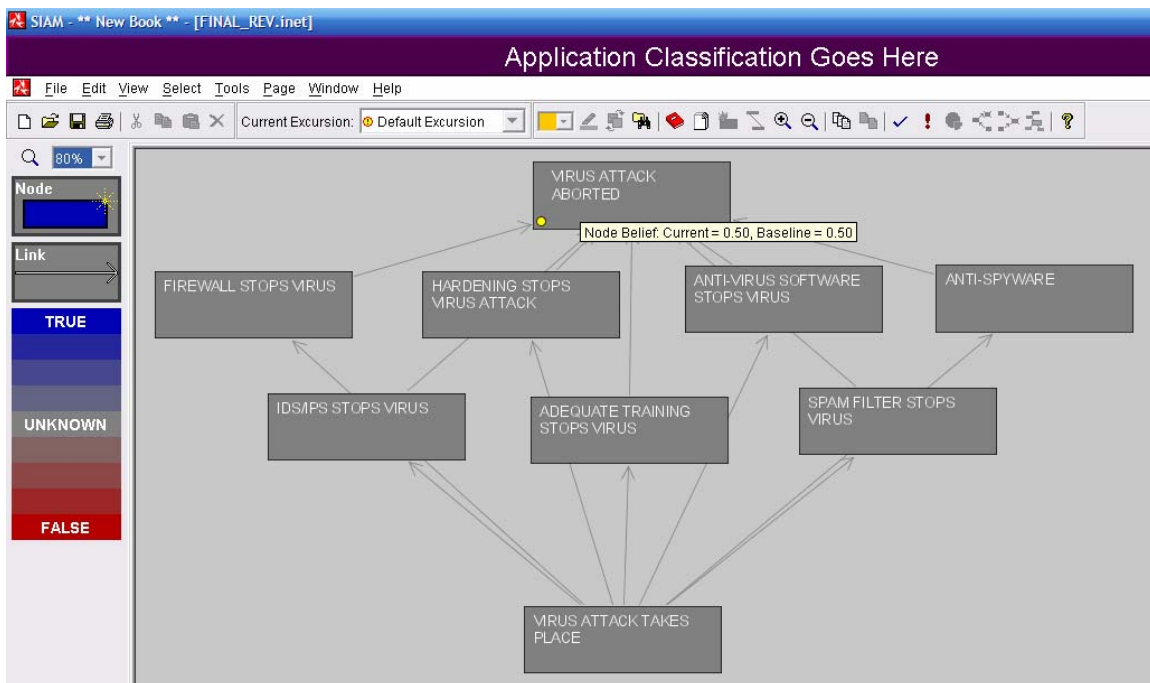 SIAM - ** New Book ** - [FINAL_REV.inet]
Application Classification Goes Here
File Edit View Select Tools Page Window Help
Current Excursion: Default Excursion
80%
Node
Link
TRUE
UNKNOWN
FALSE
VIRUS ATTACK
ABORTED
Node Belief: Current = 0.50, Baseline = 0.50
FIREWALL STOPS VIRUS
HARDENING STOPS
VIRUS ATTACK
ANTI-VIRUS SOFTWARE
STOPS VIRUS
ANTI-SPYWARE
IDS/IPS STOPS VIRUS
ADEQUATE TRAINING
STOPS VIRUS
SPAM FILTER STOPS
VIRUS
VIRUS ATTACK TAKES
PLACE